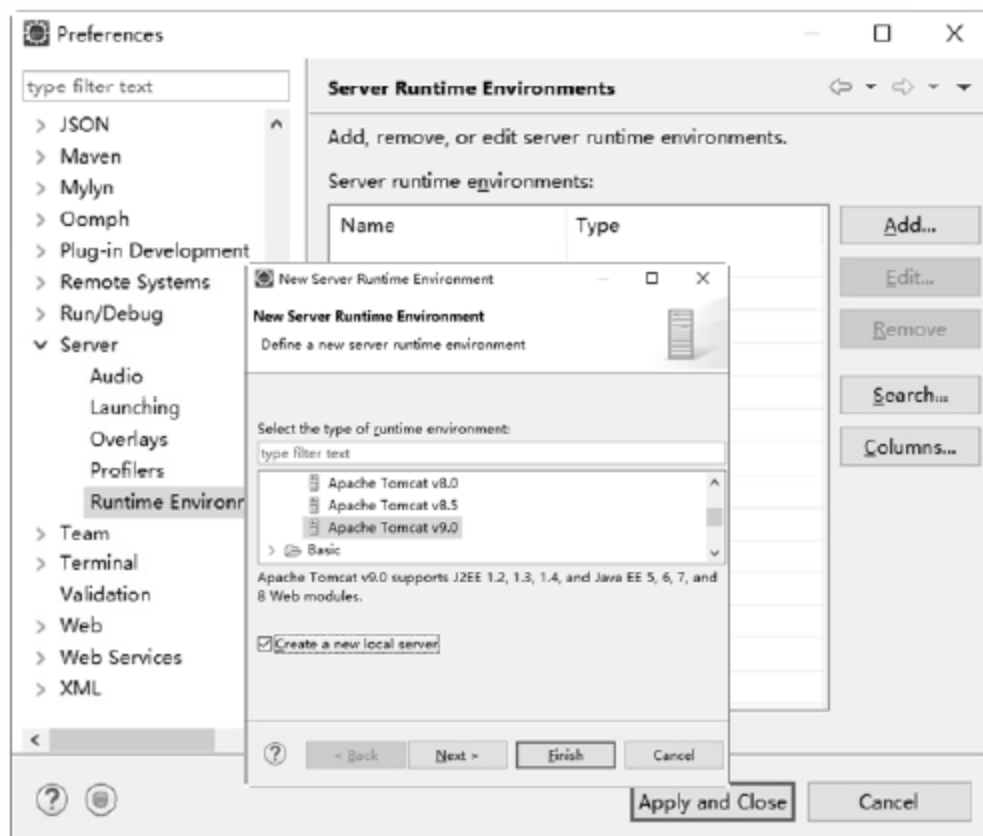 Preferences
type filter text
JSON
Maven
Mylyn
Oomph
Plug-in Development
Remote Systems
Run/Debug
Server
Audio
Launching
Overlays
Profilers
Runtime Environr
Team
Terminal
Validation
Web
Web Services
XML
Server Runtime Environments
Add, remove, or edit server runtime environments.
Server runtime environments:
Name Type
Add...
Edit...
Remove
Search...
Columns...
New Server Runtime Environment
New Server Runtime Environment
Define a new server runtime environment
Select the type of runtime environment:
type filter text
Apache Tomcat v8.0
Apache Tomcat v8.5
Apache Tomcat v9.0
Basic
Apache Tomcat v9.0 supports J2EE 1.2, 1.3, 1.4, and Java EE 5, 6, 7, and
8 Web modules.
Create a new local server
< Back Next > Finish Cancel
Apply and Close Cancel